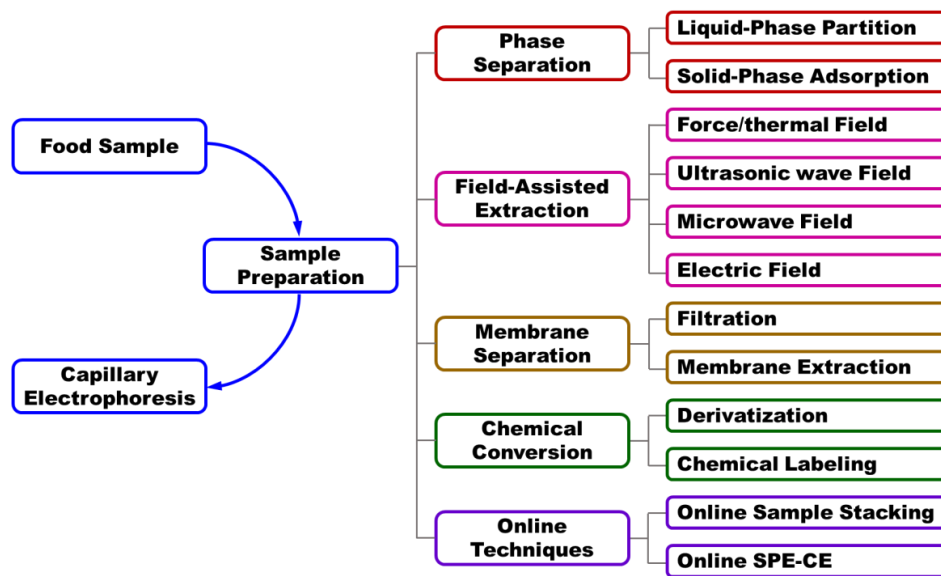 Food Sample
Sample
Preparation
Capillary
Electrophoresis
Phase
Separation
Liquid-Phase Partition
Solid-Phase Adsorption
Field-Assisted
Extraction
Force/thermal Field
Ultrasonic wave Field
Microwave Field
Electric Field
Membrane
Separation
Filtration
Membrane Extraction
Chemical
Conversion
Derivatization
Chemical Labeling
Online
Techniques
Online Sample Stacking
Online SPE-CE